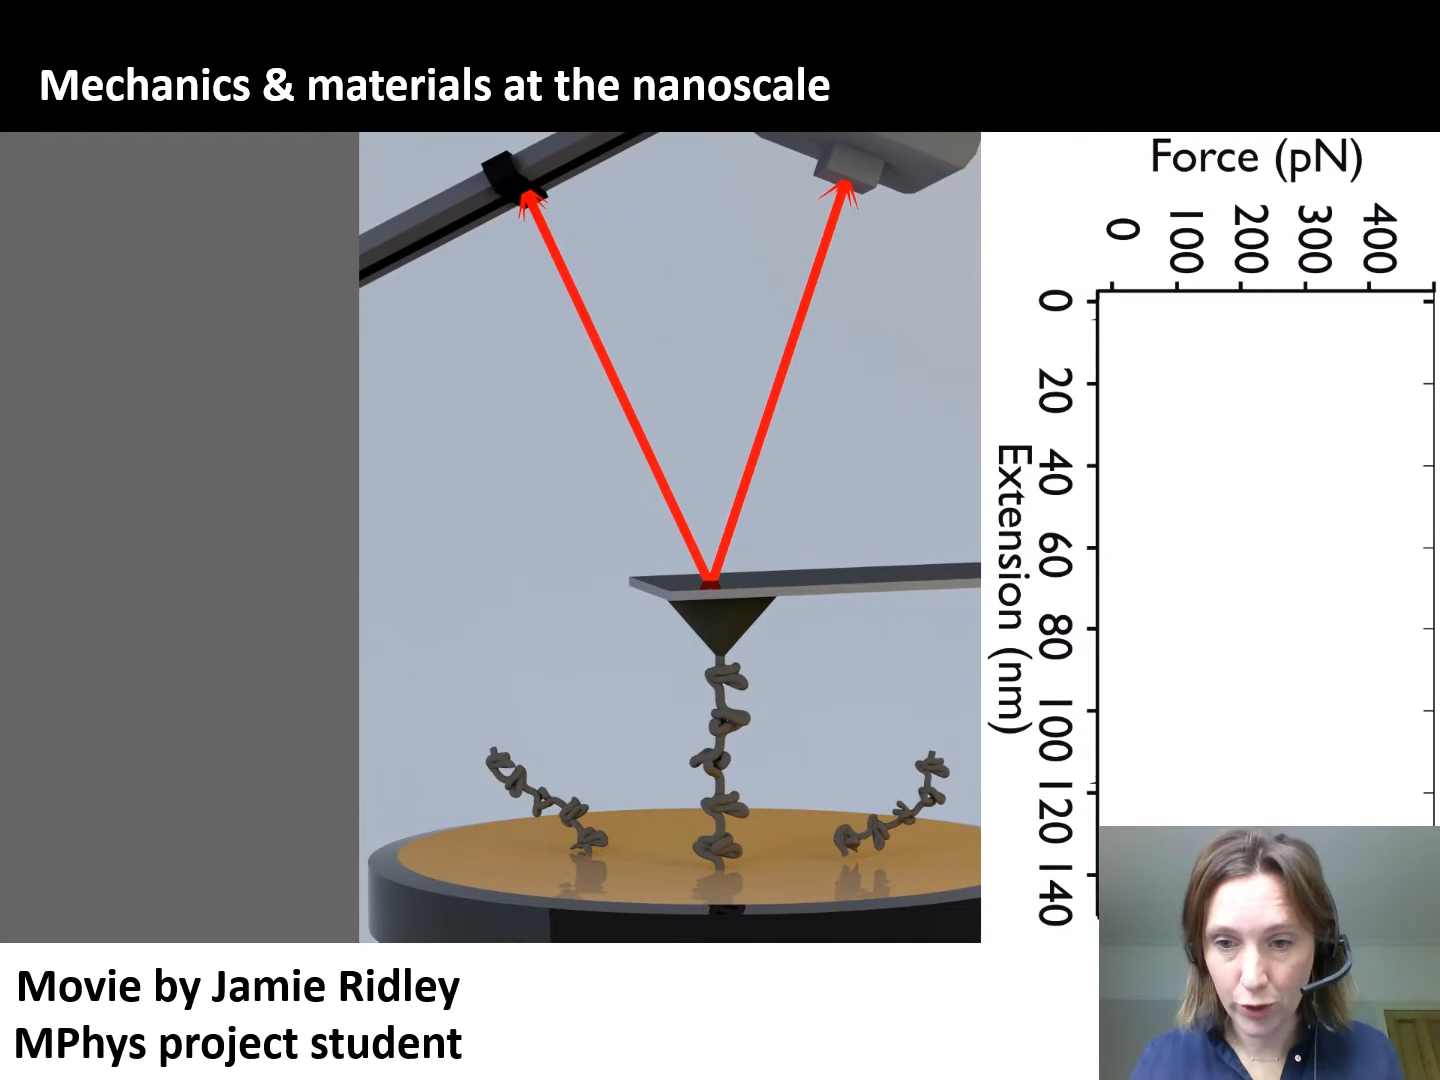 Mechanics & materials at the nanoscale
Force (pN)
0 100 200 300 400
0 20 40 60 80 100 120 140
Extension (nm)
Movie by Jamie Ridley
MPhys project student